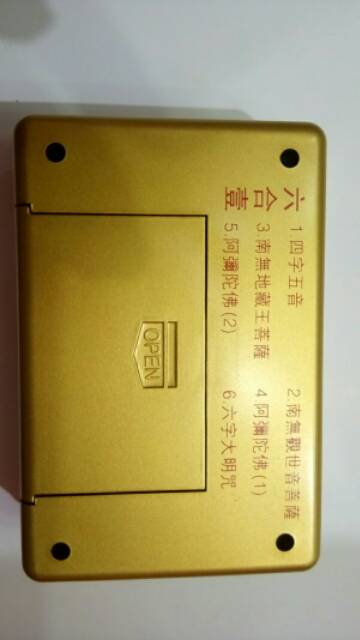 六合壹
1.四字五音 2.南無觀世音菩薩
3.南無地藏王菩薩 4.阿彌陀佛(1)
5.阿彌陀佛(2) 6.六字大明咒
OPEN